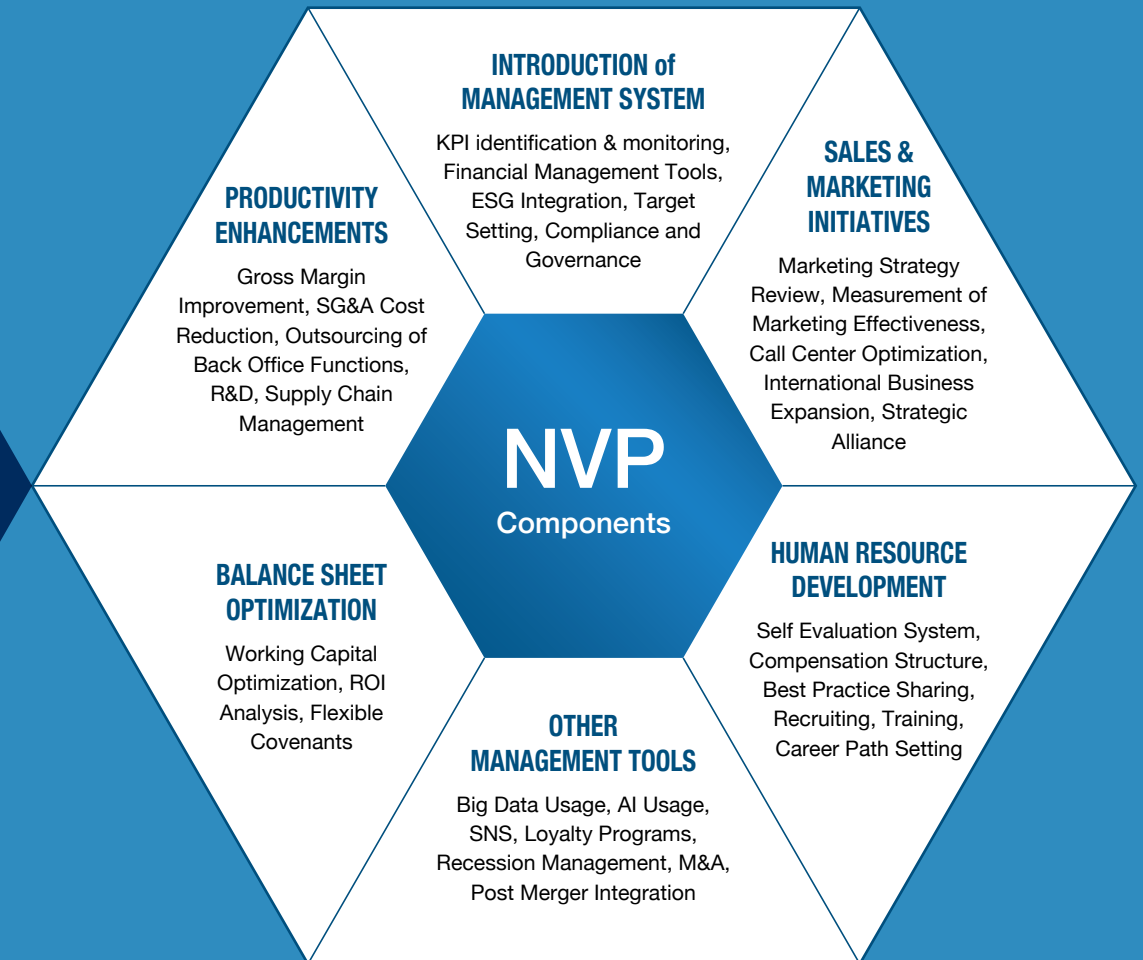 INTRODUCTION of
MANAGEMENT SYSTEM
KPI identification & monitoring,
Financial Management Tools,
ESG Integration, Target
Setting, Compliance and
Governance
SALES &
MARKETING
INITIATIVES
Marketing Strategy
Review, Measurement of
Marketing Effectiveness,
Call Center Optimization,
International Business
Expansion, Strategic
Alliance
PRODUCTIVITY
ENHANCEMENTS
Gross Margin
Improvement, SG&A Cost
Reduction, Outsourcing of
Back Office Functions,
R&D, Supply Chain
Management
NVP
Components
HUMAN RESOURCE
DEVELOPMENT
Self Evaluation System,
Compensation Structure,
Best Practice Sharing,
Recruiting, Training,
Career Path Setting
BALANCE SHEET
OPTIMIZATION
Working Capital
Optimization, ROI
Analysis, Flexible
Covenants
OTHER
MANAGEMENT TOOLS
Big Data Usage, AI Usage,
SNS, Loyalty Programs,
Recession Management, M&A,
Post Merger Integration